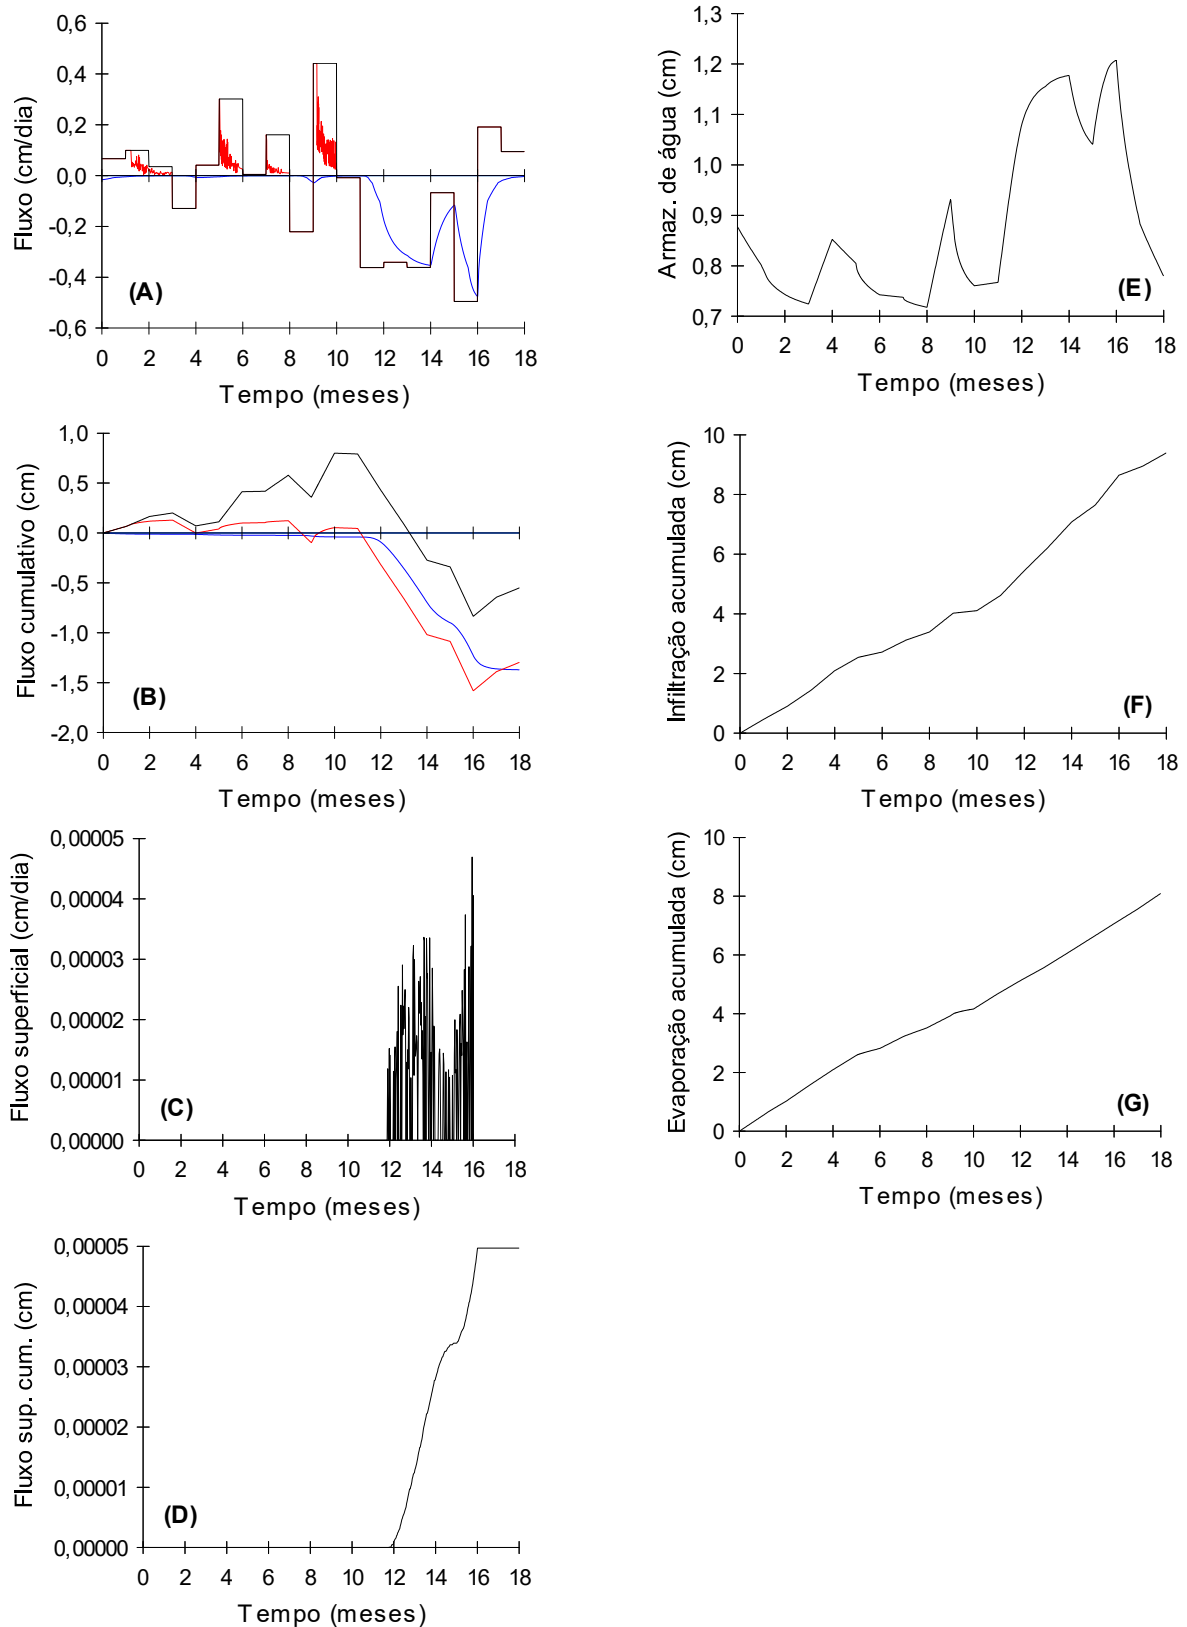 0,6
0,4
0,2
0,0
-0,2
-0,4
-0,6
Fluxo (cm/dia)
(A)
0 2 4 6 8 10 12 14 16 18
Tempo (meses)
1,0
0,5
0,0
-0,5
-1,0
-1,5
-2,0
Fluxo cumulativo (cm)
(B)
0 2 4 6 8 10 12 14 16 18
Tempo (meses)
0,00005
0,00004
0,00003
0,00002
0,00001
0,00000
Fluxo superficial (cm/dia)
(C)
0 2 4 6 8 10 12 14 16 18
Tempo (meses)
0,00005
0,00004
0,00003
0,00002
0,00001
0,00000
Fluxo sup. cum. (cm)
(D)
0 2 4 6 8 10 12 14 16 18
Tempo (meses)
1,3
1,2
1,1
1,0
0,9
0,8
0,7
Armaz. de água (cm)
(E)
0 2 4 6 8 10 12 14 16 18
Tempo (meses)
10
8
6
4
2
0
Infiltração acumulada (cm)
(F)
0 2 4 6 8 10 12 14 16 18
Tempo (meses)
10
8
6
4
2
0
Evaporação acumulada (cm)
(G)
0 2 4 6 8 10 12 14 16 18
Tempo (meses)